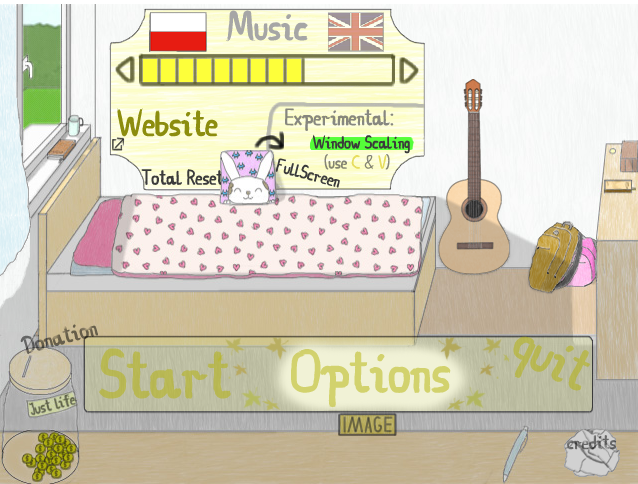 Music
Website
Experimental:
Window Scaling
(use C & V)
Total Reset
FullScreen
Donation
Just life
Start
Options
quit
IMAGE
credits